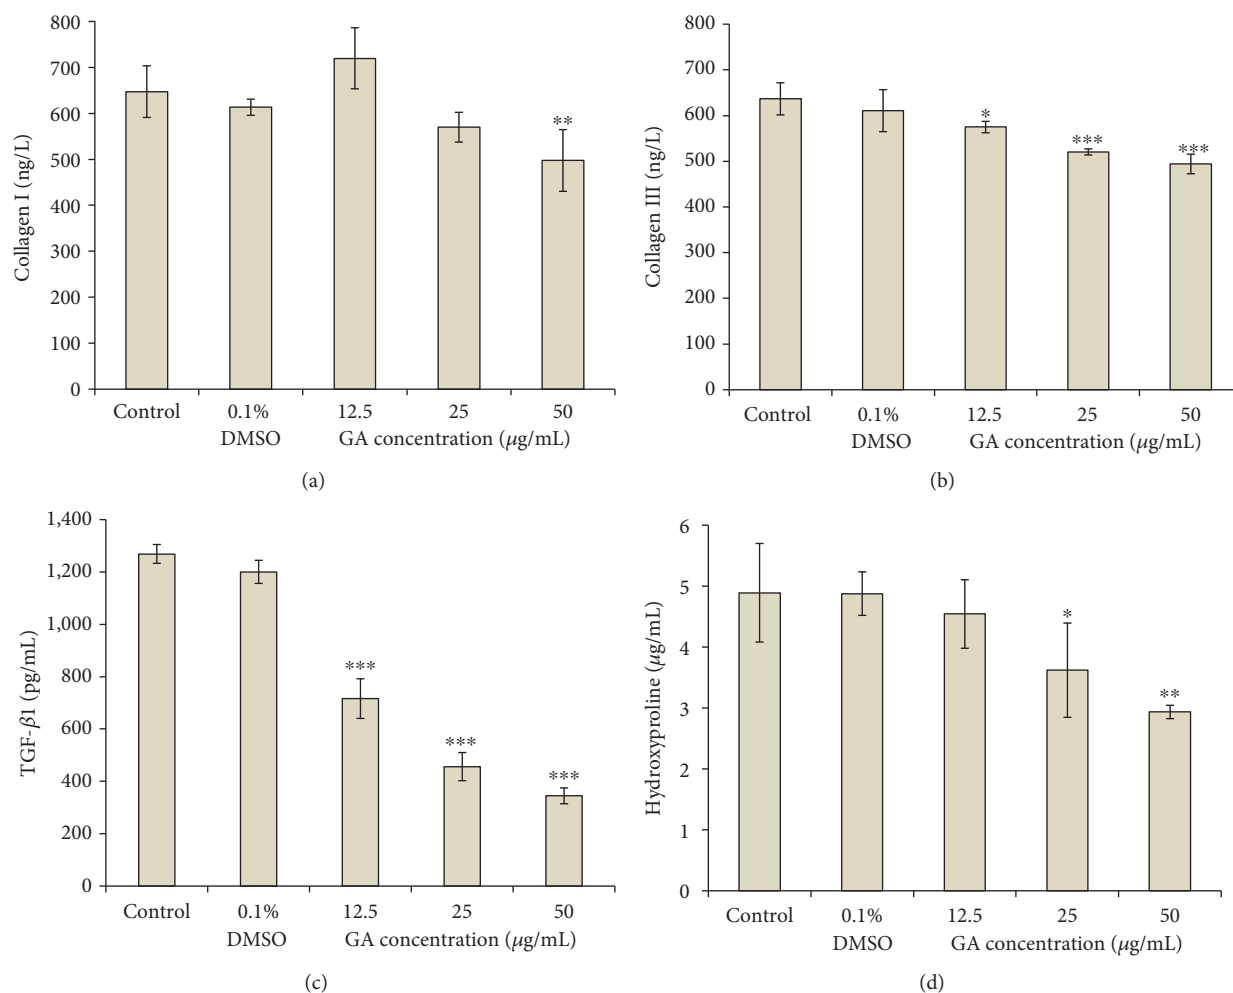 800
700
600
500
400
300
200
100
0
Collagen I (ng/L)
**
Control
0.1%
DMSO
12.5
25
50
GA concentration (μg/mL)
(a)
800
700
600
500
400
300
200
100
0
Collagen III (ng/L)
*
***
***
Control
0.1%
DMSO
12.5
25
50
GA concentration (μg/mL)
(b)
1,400
1,200
1,000
800
600
400
200
0
TGF-β1 (pg/mL)
***
***
***
Control
0.1%
DMSO
12.5
25
50
GA concentration (μg/mL)
(c)
6
5
4
3
2
1
0
Hydroxyproline (μg/mL)
*
**
Control
0.1%
DMSO
12.5
25
50
GA concentration (μg/mL)
(d)